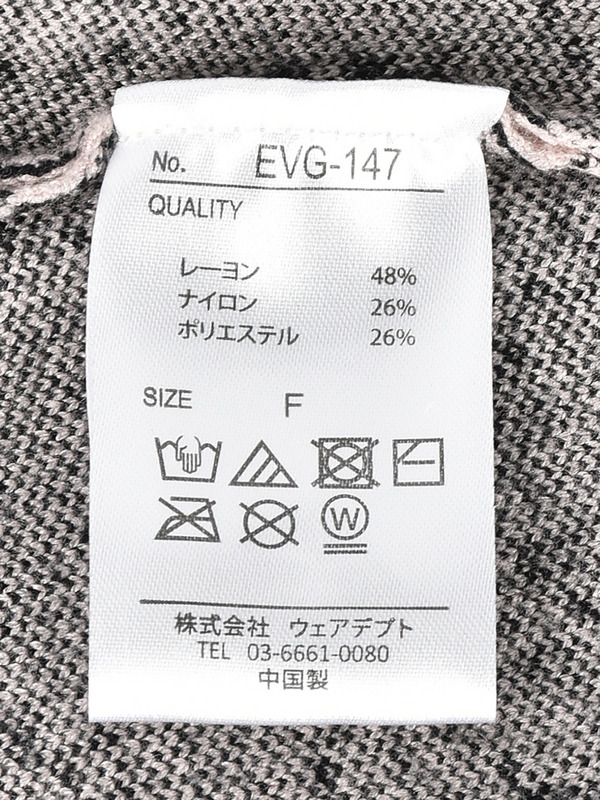 No. EVG-147
QUALITY
レーヨン 48%
ナイロン 26%
ポリエステル 26%
SIZE F
W
株式会社 ウェアデプト
TEL 03-6661-0080
中国製